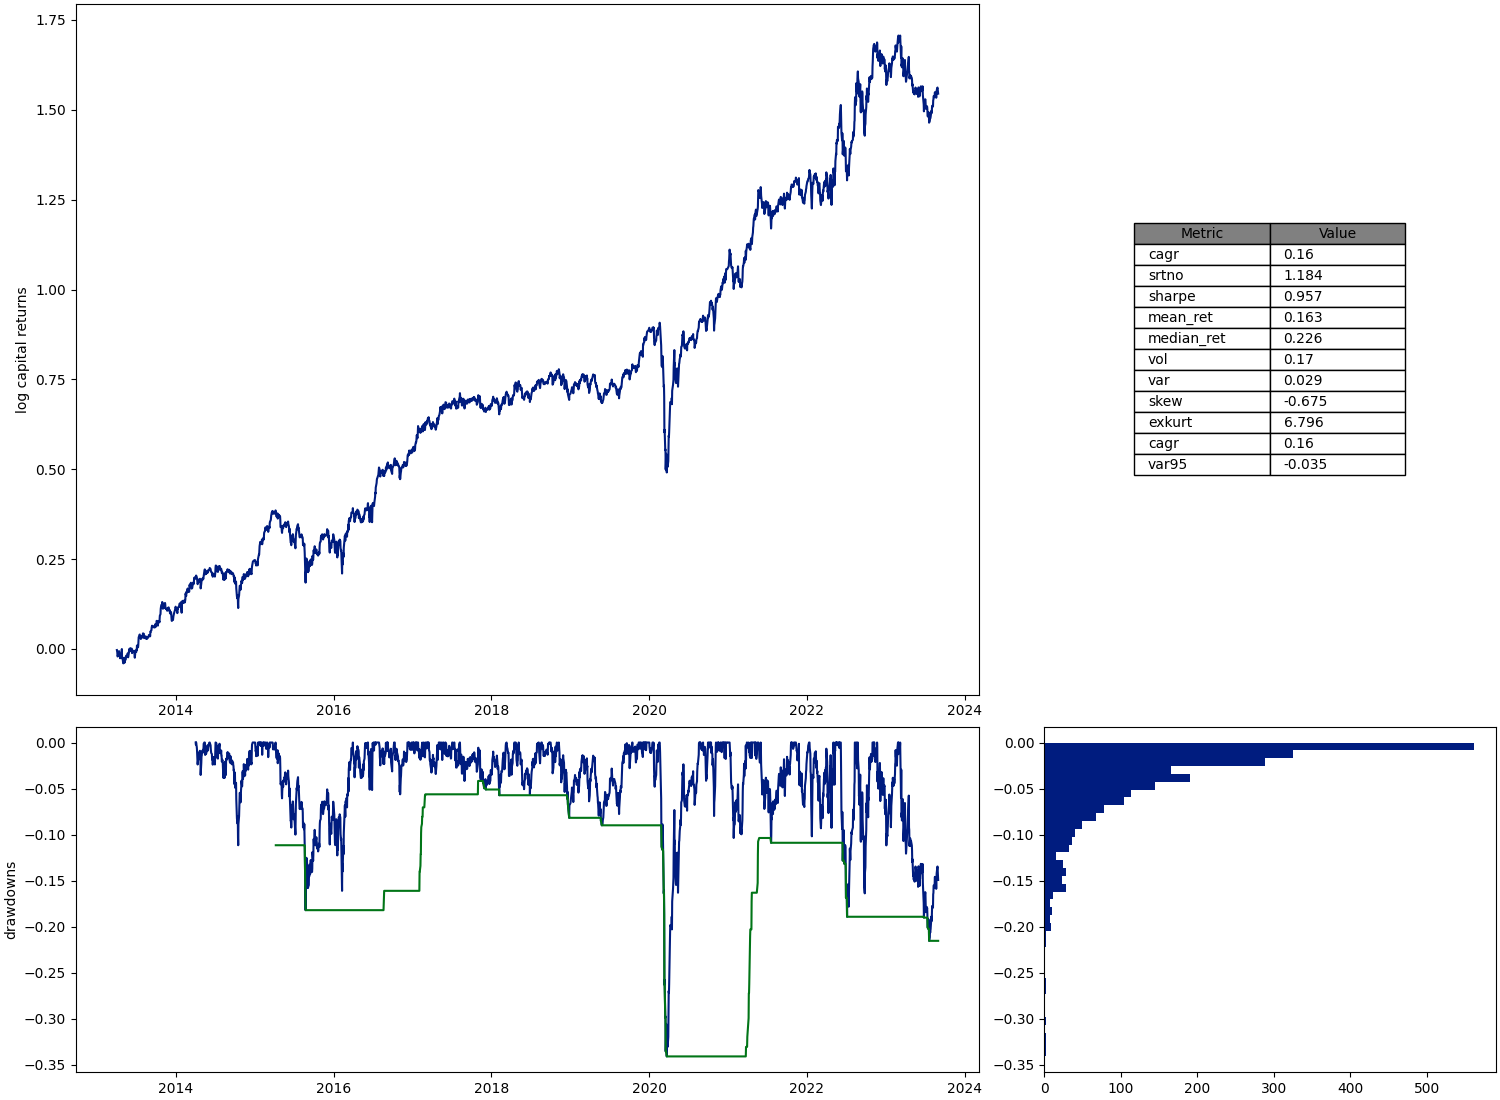 1.75
1.50
1.25
1.00
0.75
0.50
0.25
0.00
log capital returns
2014 2016 2018 2020 2022 2024
Metric Value
cagr 0.16
srtno 1.184
sharpe 0.957
mean_ret 0.163
median_ret 0.226
vol 0.17
var 0.029
skew -0.675
exkurt 6.796
cagr 0.16
var95 -0.035
0.00
−0.05
−0.10
−0.15
−0.20
−0.25
−0.30
−0.35
drawdowns
2014 2016 2018 2020 2022 2024
0.00
−0.05
−0.10
−0.15
−0.20
−0.25
−0.30
−0.35
0 100 200 300 400 500